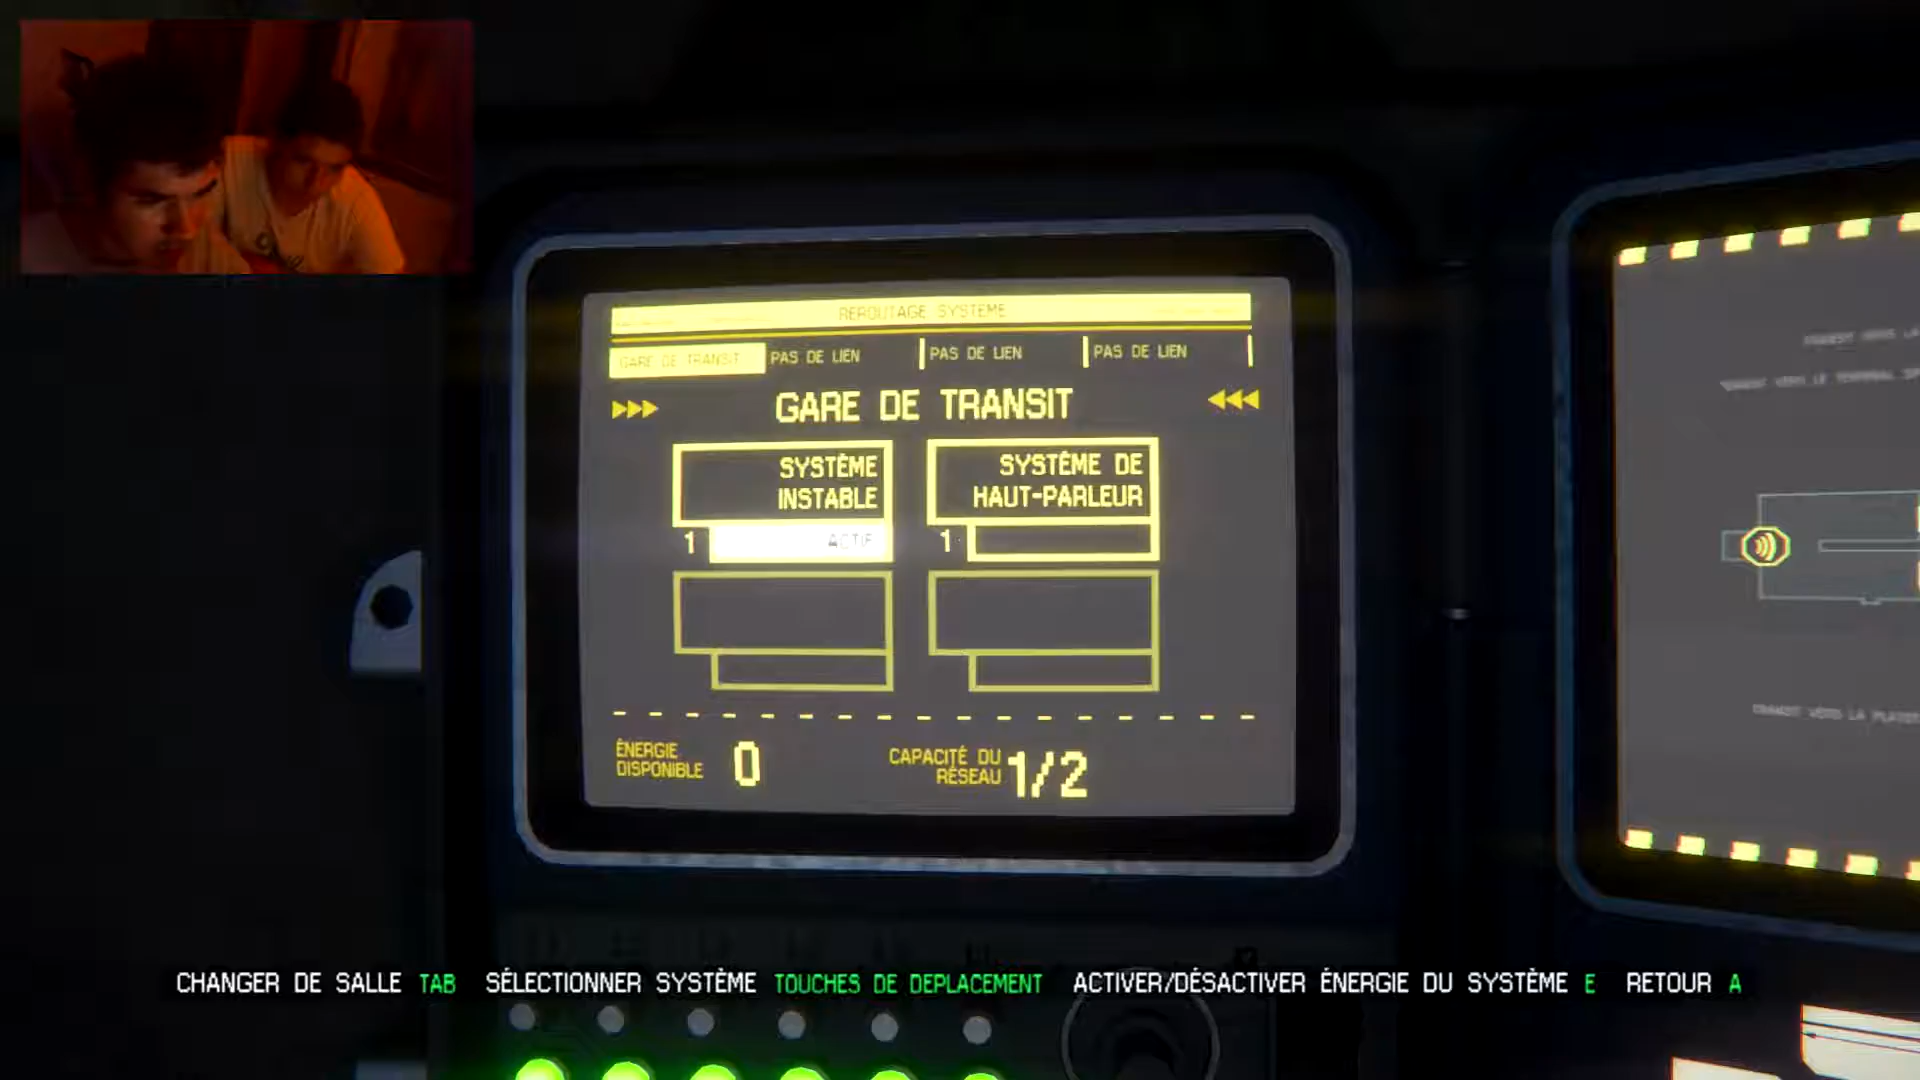 REROUTAGE SYSTÈME
GARE DE TRANSIT PAS DE LIEN PAS DE LIEN PAS DE LIEN
GARE DE TRANSIT
SYSTÈME
INSTABLE
1 ACTIF
SYSTÈME DE
HAUT-PARLEUR
1
ÉNERGIE
DISPONIBLE 0
CAPACITÉ DU
RÉSEAU 1/2
CHANGER DE SALLE TAB SÉLECTIONNER SYSTÈME TOUCHES DE DEPLACEMENT ACTIVER/DÉSACTIVER ÉNERGIE DU SYSTÈME E RETOUR A